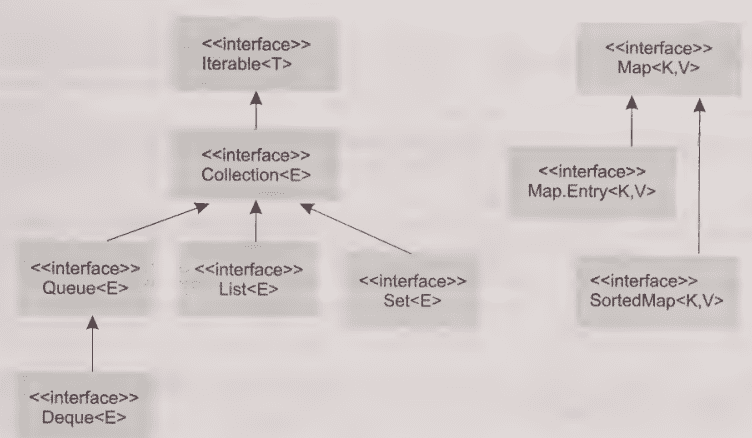 <<interface>>
Iterable<T>
<<interface>>
Map<K,V>
<<interface>>
Collection<E>
<<interface>>
Map.Entry<K,V>
<<interface>>
Queue<E>
<<interface>>
List<E>
<<interface>>
Set<E>
<<interface>>
SortedMap<K,V>
<<interface>>
Deque<E>